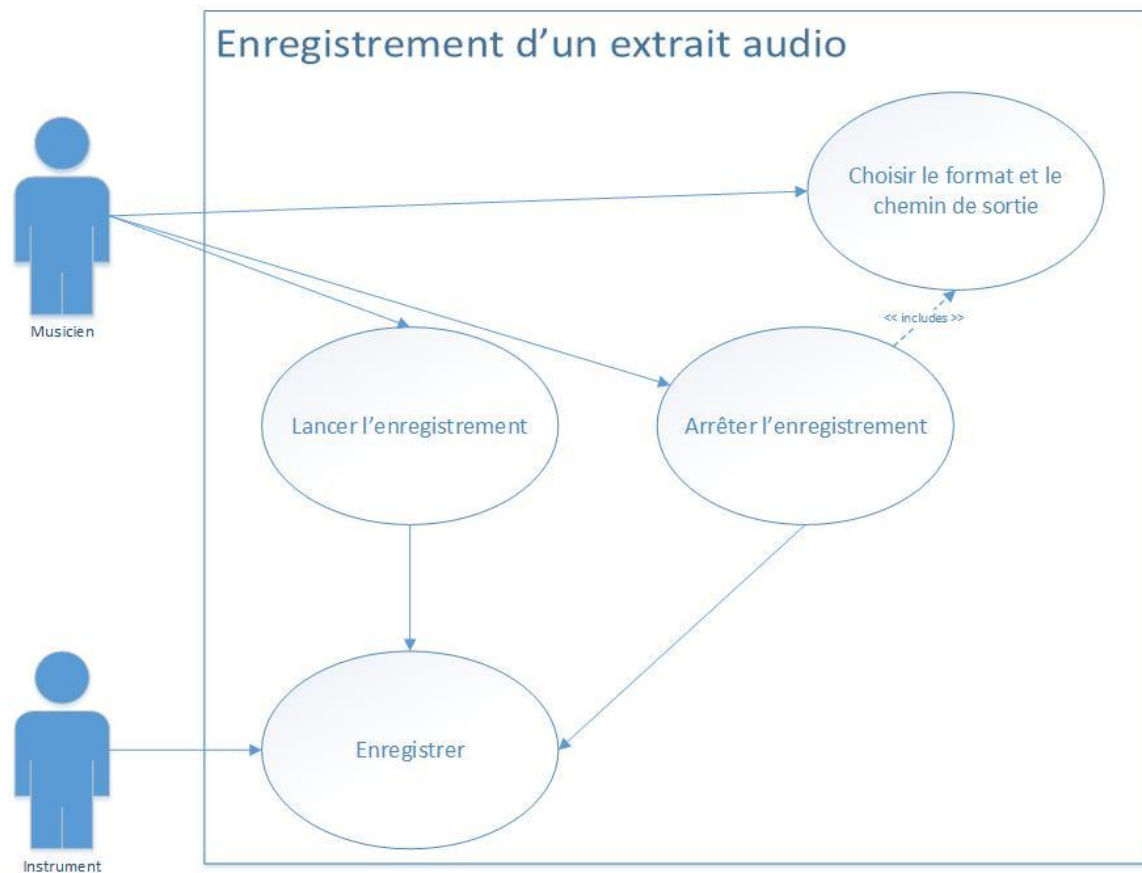 Enregistrement d’un extrait audio
Choisir le format et le
chemin de sortie
Musicien
<< includes >>
Lancer l’enregistrement
Arrêter l’enregistrement
Enregistrer
Instrument